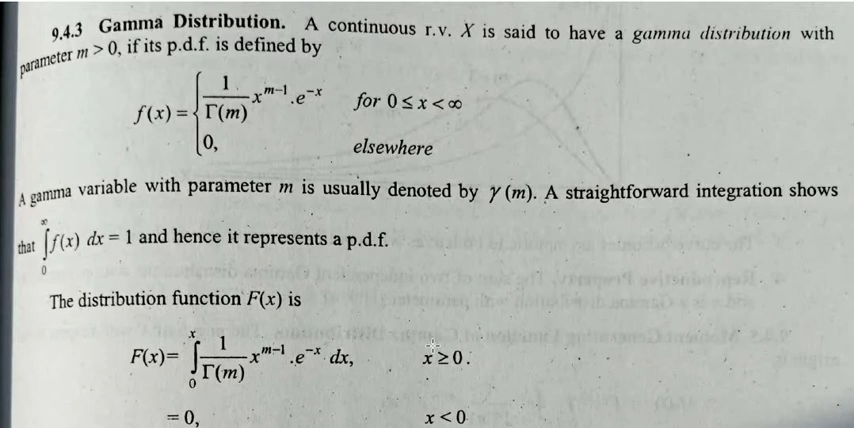 9.4.3 Gamma Distribution. A continuous r.v. X is said to have a gamma distribution with
parameter m > 0, if its p.d.f. is defined by
f(x) = { 1/Γ(m) x^{m-1} .e^{-x} for 0 ≤ x < ∞
0, elsewhere
A gamma variable with parameter m is usually denoted by γ (m). A straightforward integration shows
that ∫_0^∞ f(x) dx = 1 and hence it represents a p.d.f.
The distribution function F(x) is
F(x)= ∫_0^x 1/Γ(m) x^{m-1} .e^{-x} dx, x ≥ 0.
= 0, x < 0